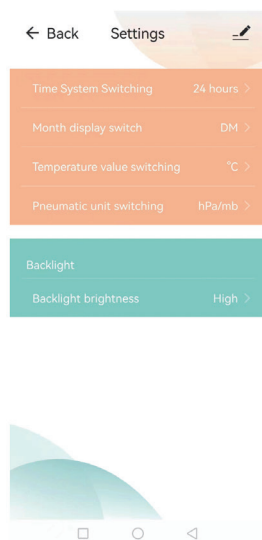 Back Settings
Time System Switching 24 hours >
Month display switch DM >
Temperature value switching °C >
Pneumatic unit switching hPa/mb >
Backlight
Backlight brightness High >